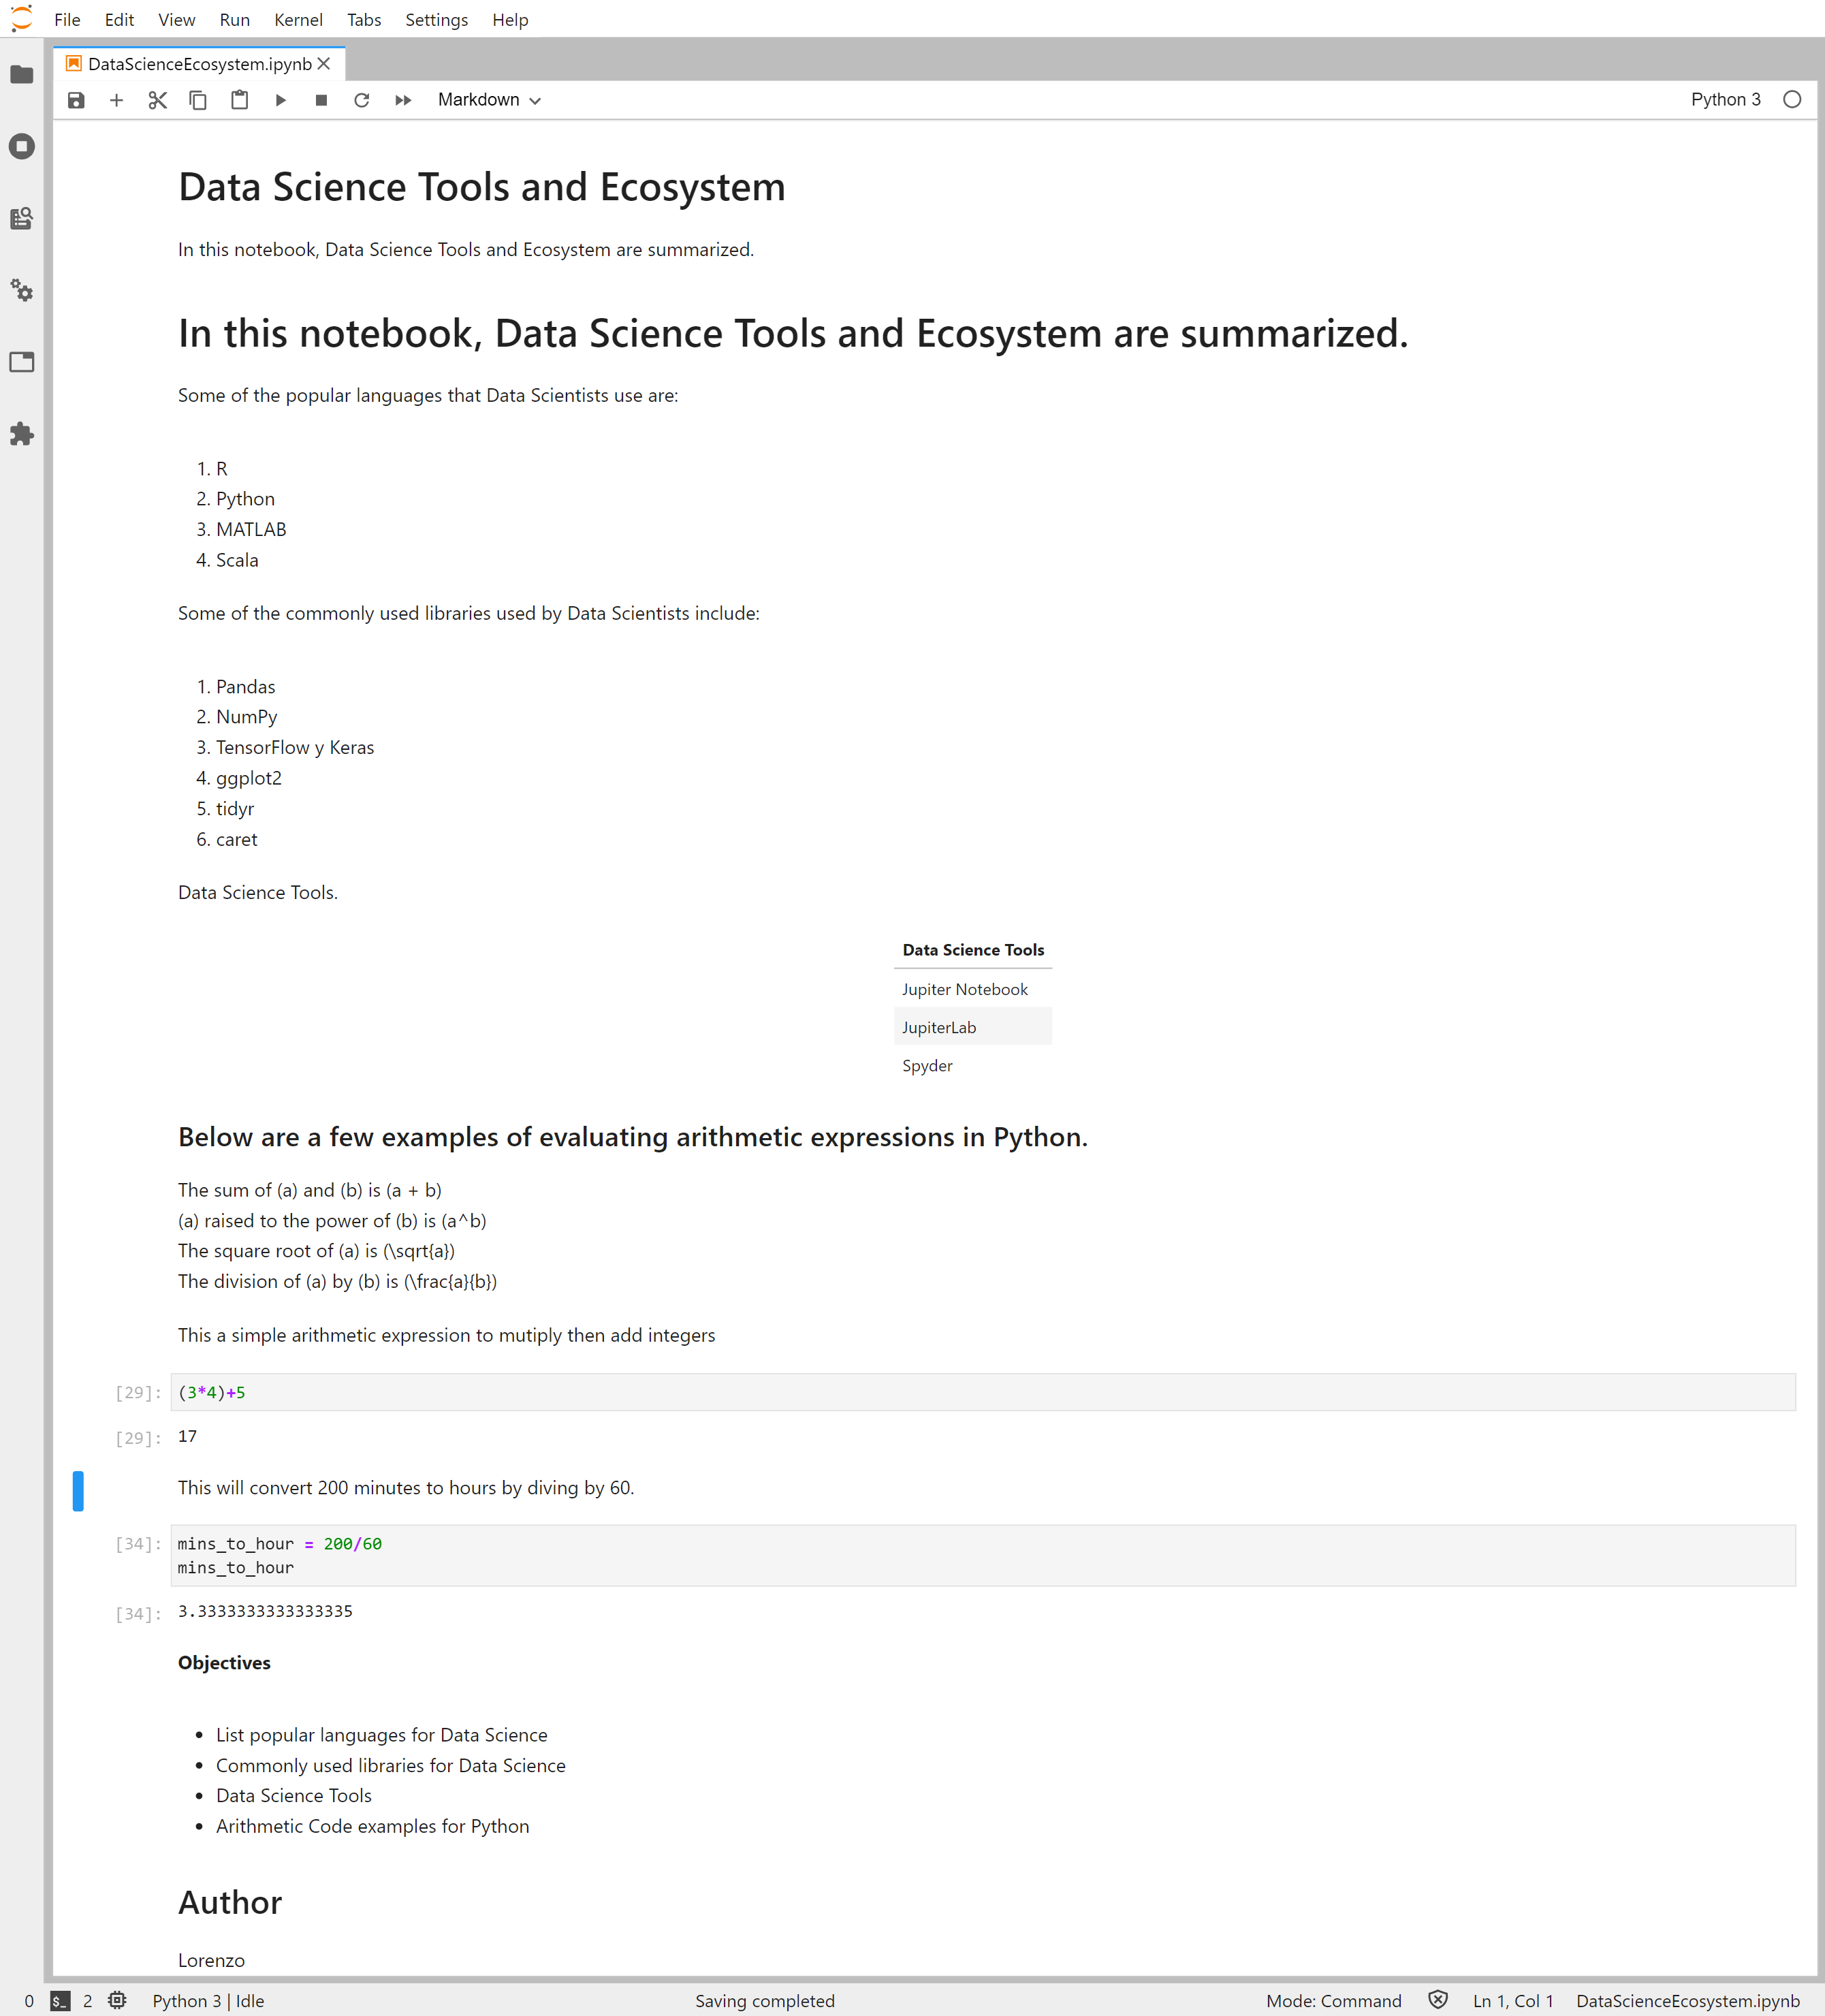 File Edit View Run Kernel Tabs Settings Help
DataScienceEcosystem.ipynb
Markdown Python 3
Data Science Tools and Ecosystem
In this notebook, Data Science Tools and Ecosystem are summarized.
In this notebook, Data Science Tools and Ecosystem are summarized.
Some of the popular languages that Data Scientists use are:
1. R
2. Python
3. MATLAB
4. Scala
Some of the commonly used libraries used by Data Scientists include:
1. Pandas
2. NumPy
3. TensorFlow y Keras
4. ggplot2
5. tidyr
6. caret
Data Science Tools.
Data Science Tools
Jupiter Notebook
JupiterLab
Spyder
Below are a few examples of evaluating arithmetic expressions in Python.
The sum of (a) and (b) is (a + b)
(a) raised to the power of (b) is (a^b)
The square root of (a) is (\sqrt{a})
The division of (a) by (b) is (\frac{a}{b})
This a simple arithmetic expression to mutiply then add integers
[29]: (3*4)+5
[29]: 17
This will convert 200 minutes to hours by diving by 60.
[34]: mins_to_hour = 200/60
mins_to_hour
[34]: 3.3333333333333335
Objectives
• List popular languages for Data Science
• Commonly used libraries for Data Science
• Data Science Tools
• Arithmetic Code examples for Python
Author
Lorenzo
0 $_ 2 Python 3 | Idle Saving completed Mode: Command Ln 1, Col 1 DataScienceEcosystem.ipynb